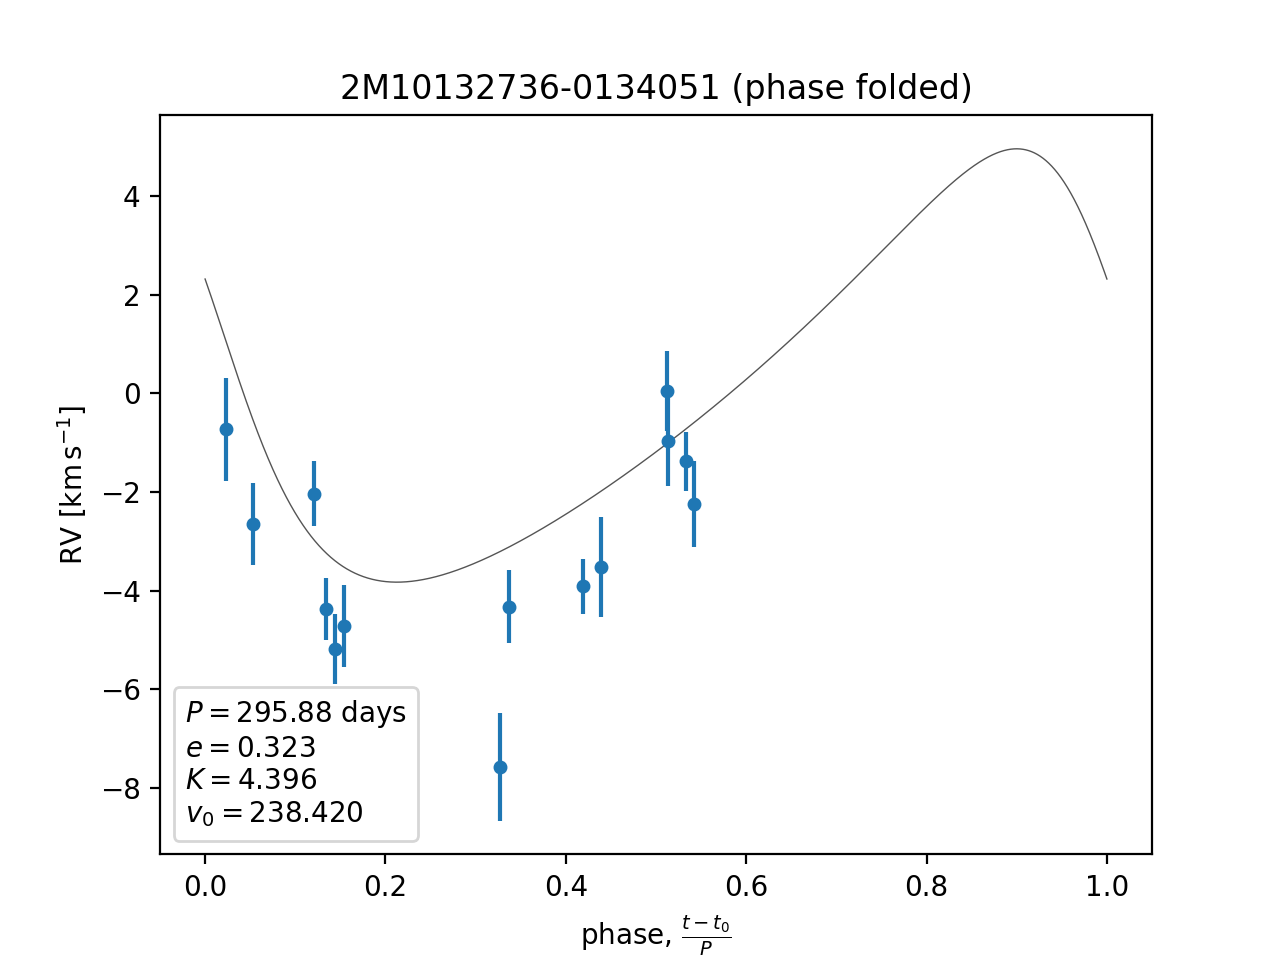 2M10132736-0134051 (phase folded)
RV [km s⁻¹]
4
2
0
−2
−4
−6
−8
P = 295.88 days
e = 0.323
K = 4.396
v₀ = 238.420
0.0 0.2 0.4 0.6 0.8 1.0
phase, (t − t₀)/P